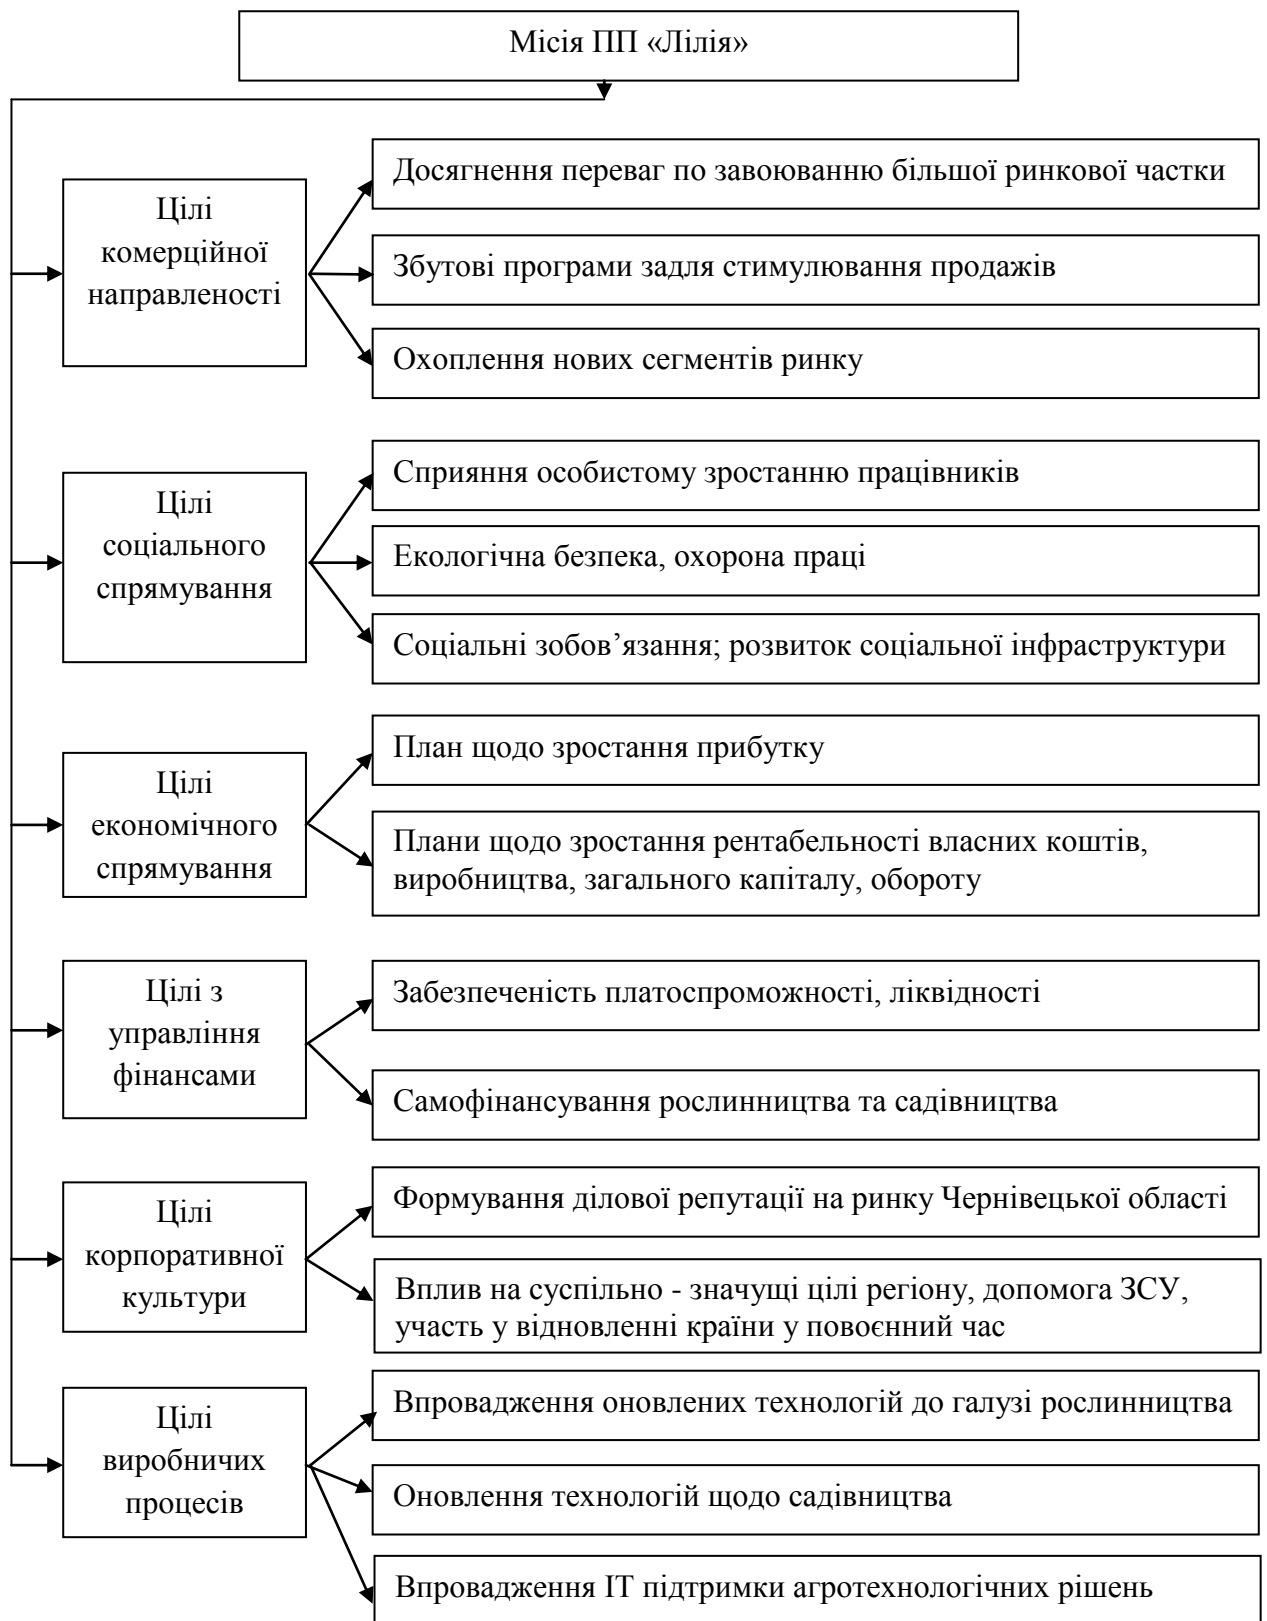 Місія ПП «Лілія»
Цілі
комерційної
направленості
Досягнення переваг по завоюванню більшої ринкової частки
Збутові програми задля стимулювання продажів
Охоплення нових сегментів ринку
Цілі
соціального
спрямування
Сприяння особистому зростанню працівників
Екологічна безпека, охорона праці
Соціальні зобов’язання; розвиток соціальної інфраструктури
Цілі
економічного
спрямування
План щодо зростання прибутку
Плани щодо зростання рентабельності власних коштів,
виробництва, загального капіталу, обороту
Цілі з
управління
фінансами
Забезпеченість платоспроможності, ліквідності
Самофінансування рослинництва та садівництва
Цілі
корпоративної
культури
Формування ділової репутації на ринку Чернівецької області
Вплив на суспільно - значущі цілі регіону, допомога ЗСУ,
участь у відновленні країни у повоєнний час
Цілі
виробничих
процесів
Впровадження оновлених технологій до галузі рослинництва
Оновлення технологій щодо садівництва
Впровадження ІТ підтримки агротехнологічних рішень